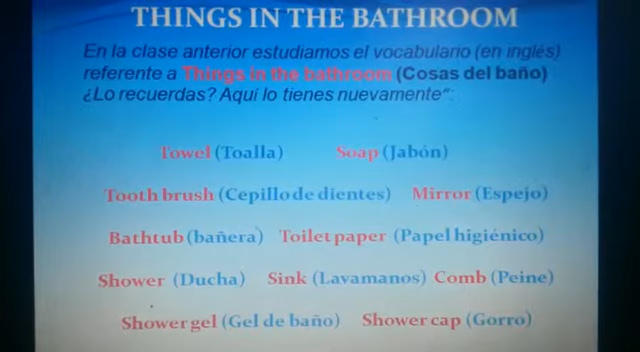 THINGS IN THE BATHROOM
En la clase anterior estudiamos el vocabulario (en inglés)
referente a Things in the bathroom (Cosas del baño)
¿Lo recuerdas? Aquí lo tienes nuevamente":
Towel (Toalla) Soap (Jabón)
Tooth brush (Cepillo de dientes) Mirror (Espejo)
Bathtub (bañera) Toilet paper (Papel higiénico)
Shower (Ducha) Sink (Lavamanos) Comb (Peine)
Shower gel (Gel de baño) Shower cap (Gorro)